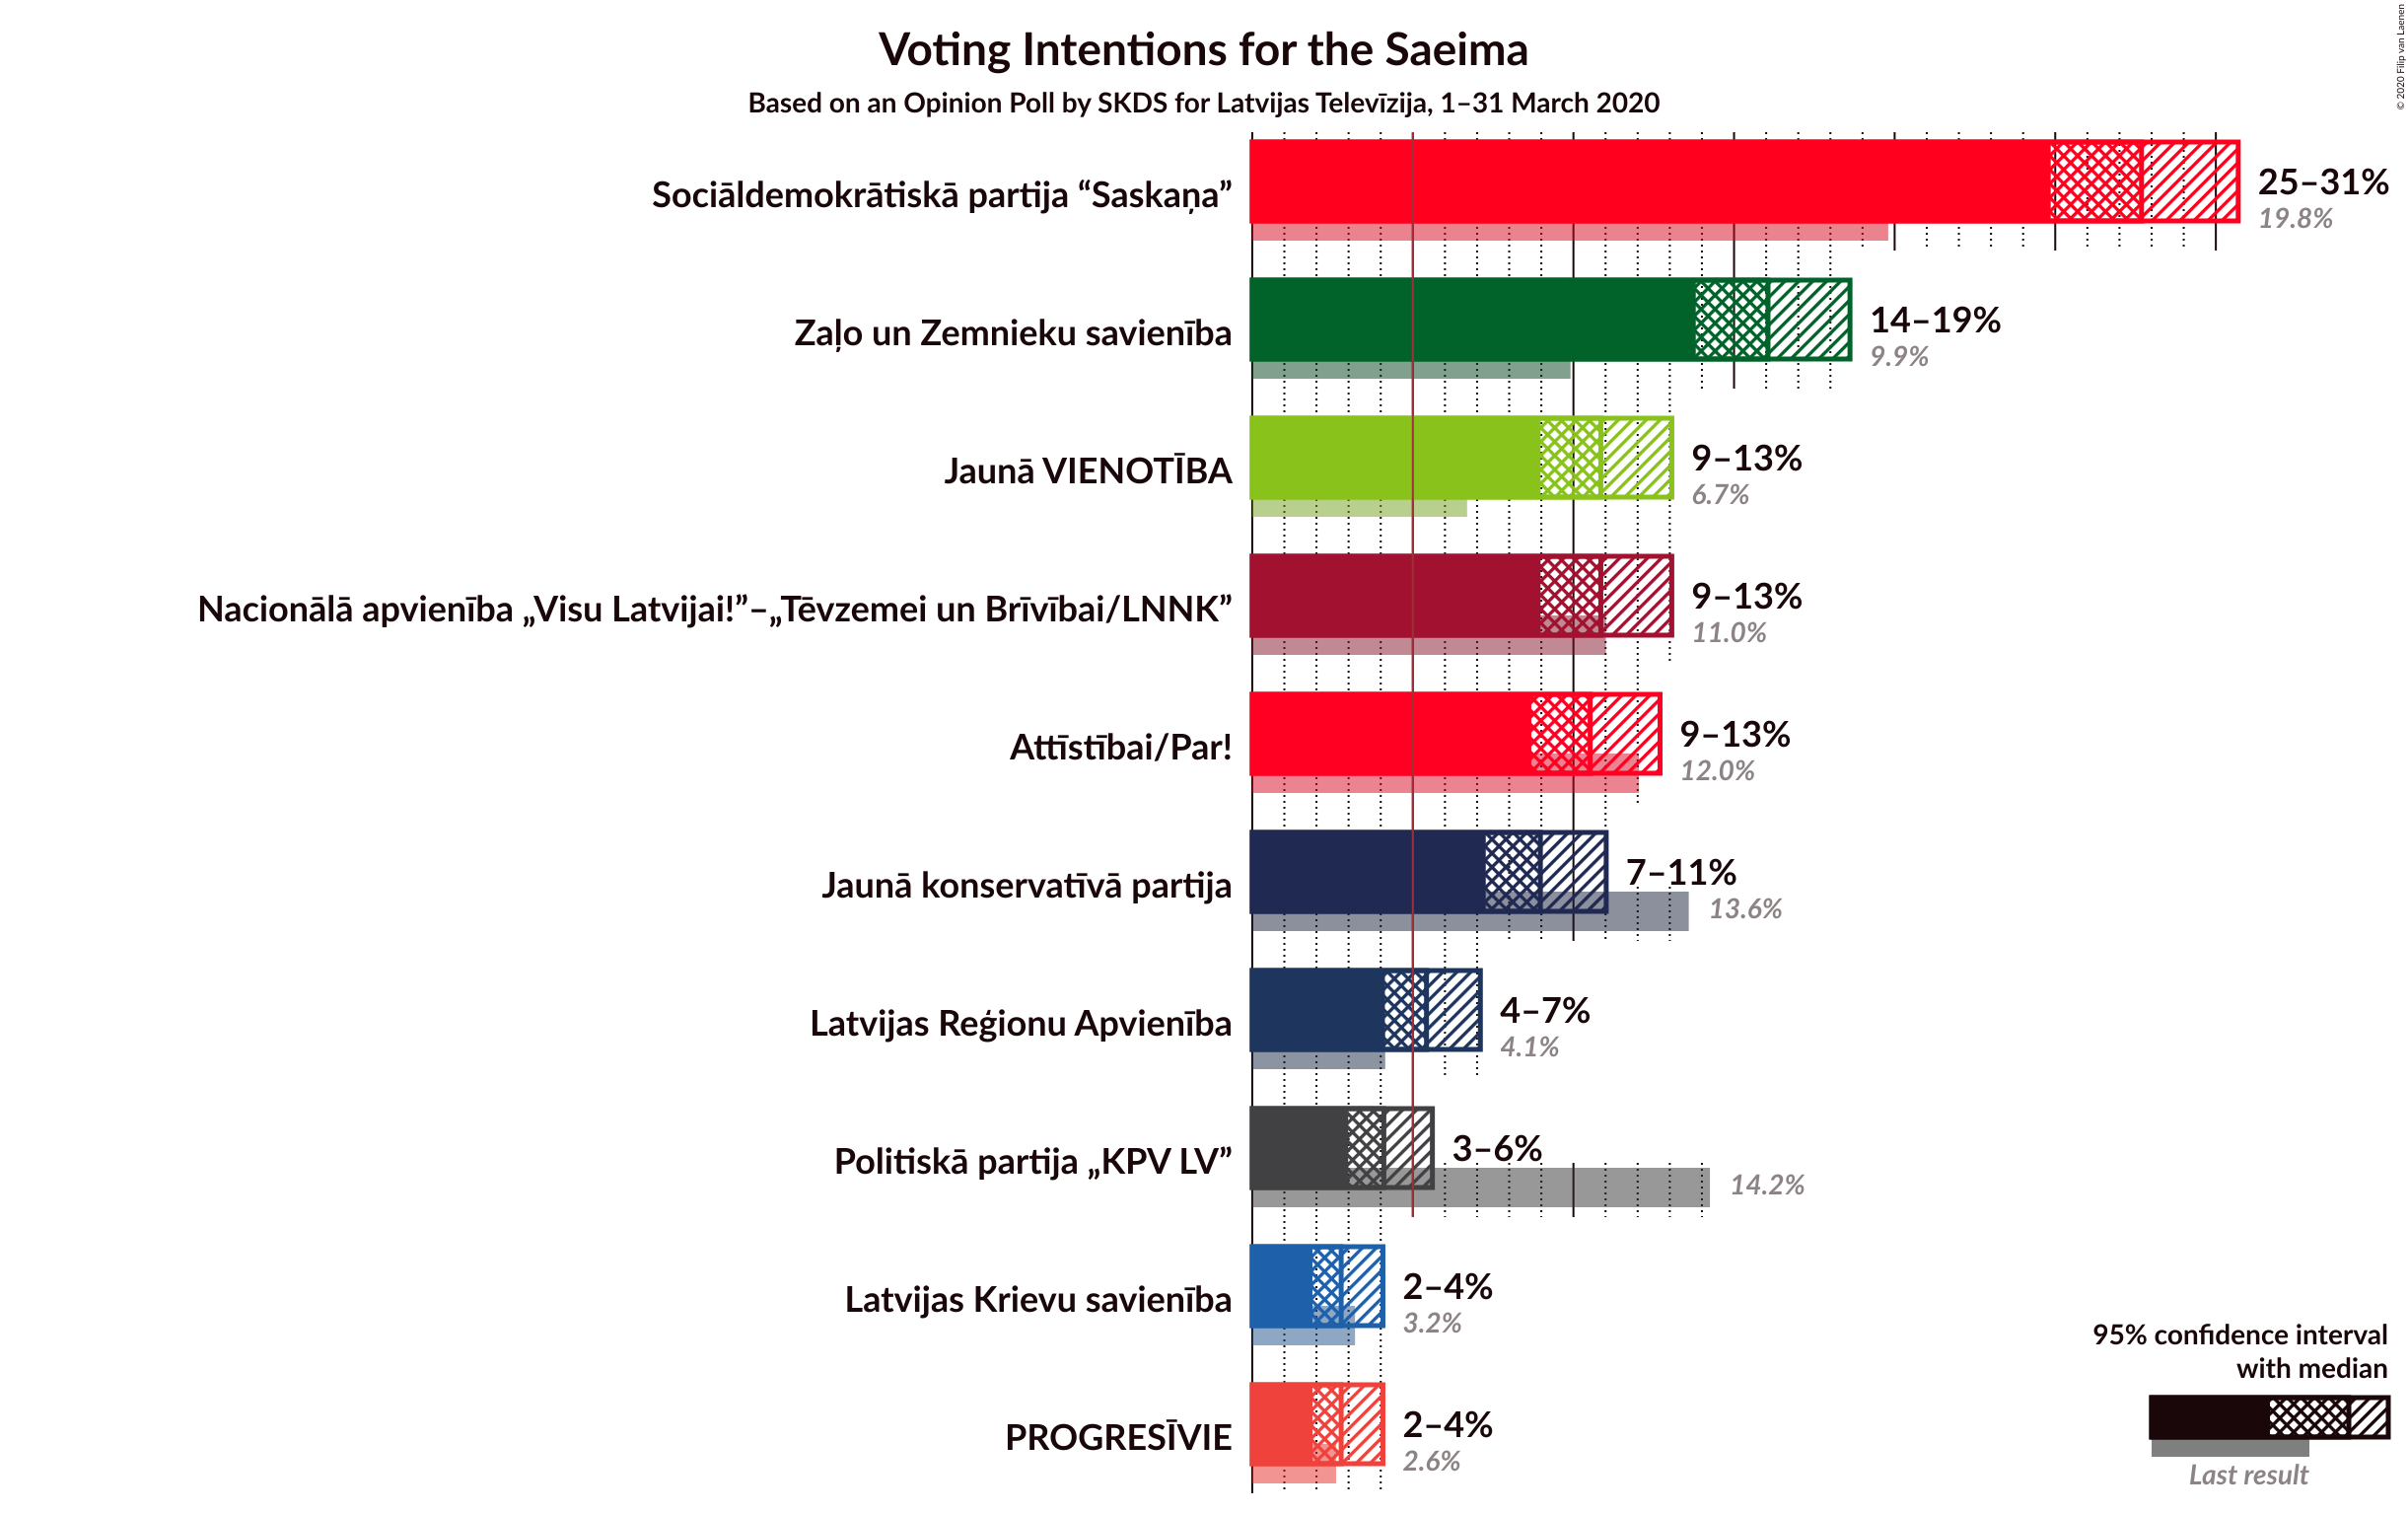 Voting Intentions for the Saeima
Based on an Opinion Poll by SKDS for Latvijas Televīzija, 1–31 March 2020
© 2020 Filip van Laenen
Sociāldemokrātiskā partija “Saskaņa”
25–31%
19.8%
Zaļo un Zemnieku savienība
14–19%
9.9%
Jaunā VIENOTĪBA
9–13%
6.7%
Nacionālā apvienība „Visu Latvijai!”–„Tēvzemei un Brīvībai/LNNK”
9–13%
11.0%
Attīstībai/Par!
9–13%
12.0%
Jaunā konservatīvā partija
7–11%
13.6%
Latvijas Reģionu Apvienība
4–7%
4.1%
Politiskā partija „KPV LV”
3–6%
14.2%
Latvijas Krievu savienība
2–4%
3.2%
PROGRESĪVIE
2–4%
2.6%
95% confidence interval
with median
Last result